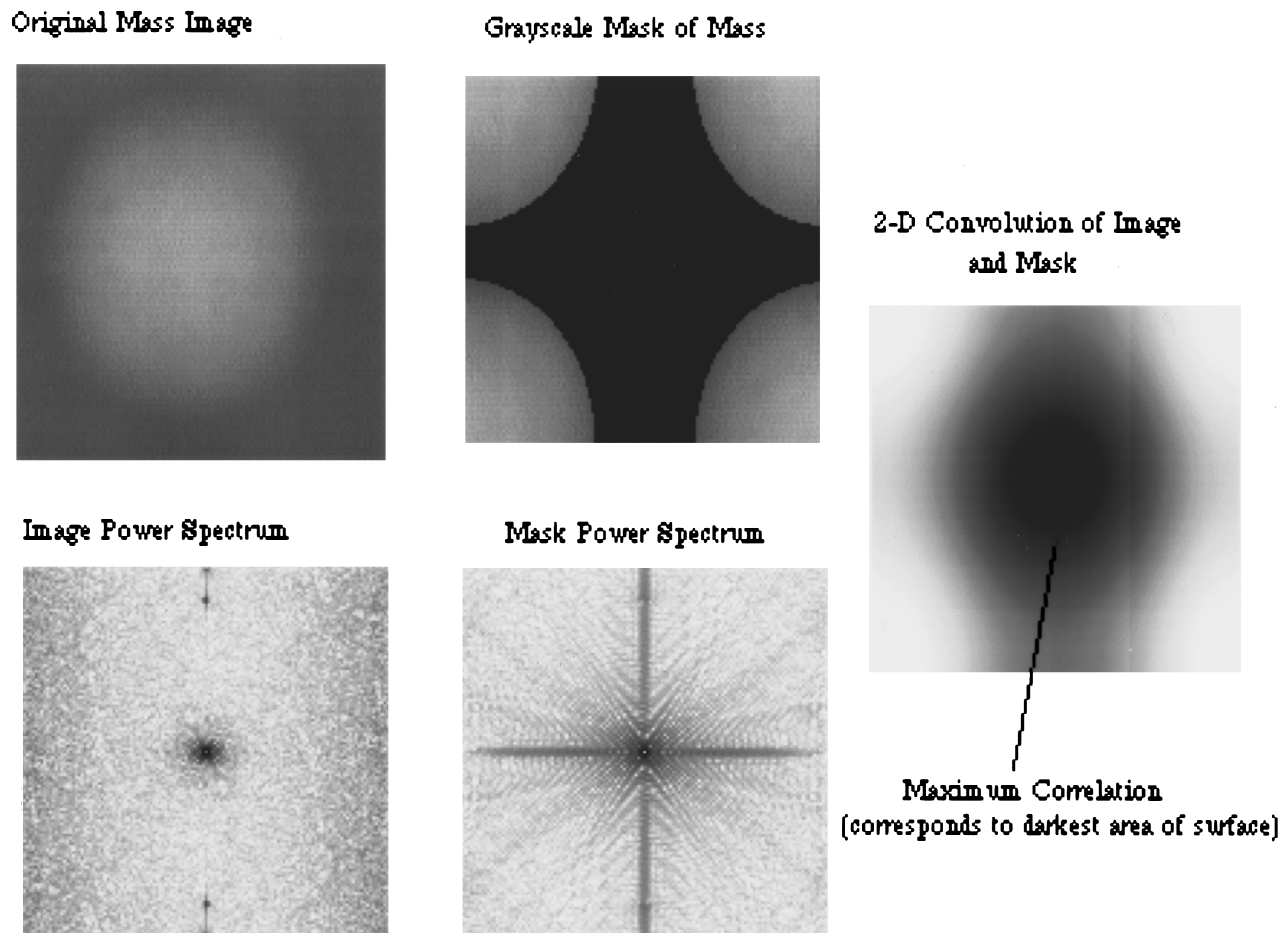 Original Mass Image
Grayscale Mask of Mass
2-D Convolution of Image
and Mask
Image Power Spectrum
Mask Power Spectrum
Maximum Correlation
(corresponds to darkest area of surface)